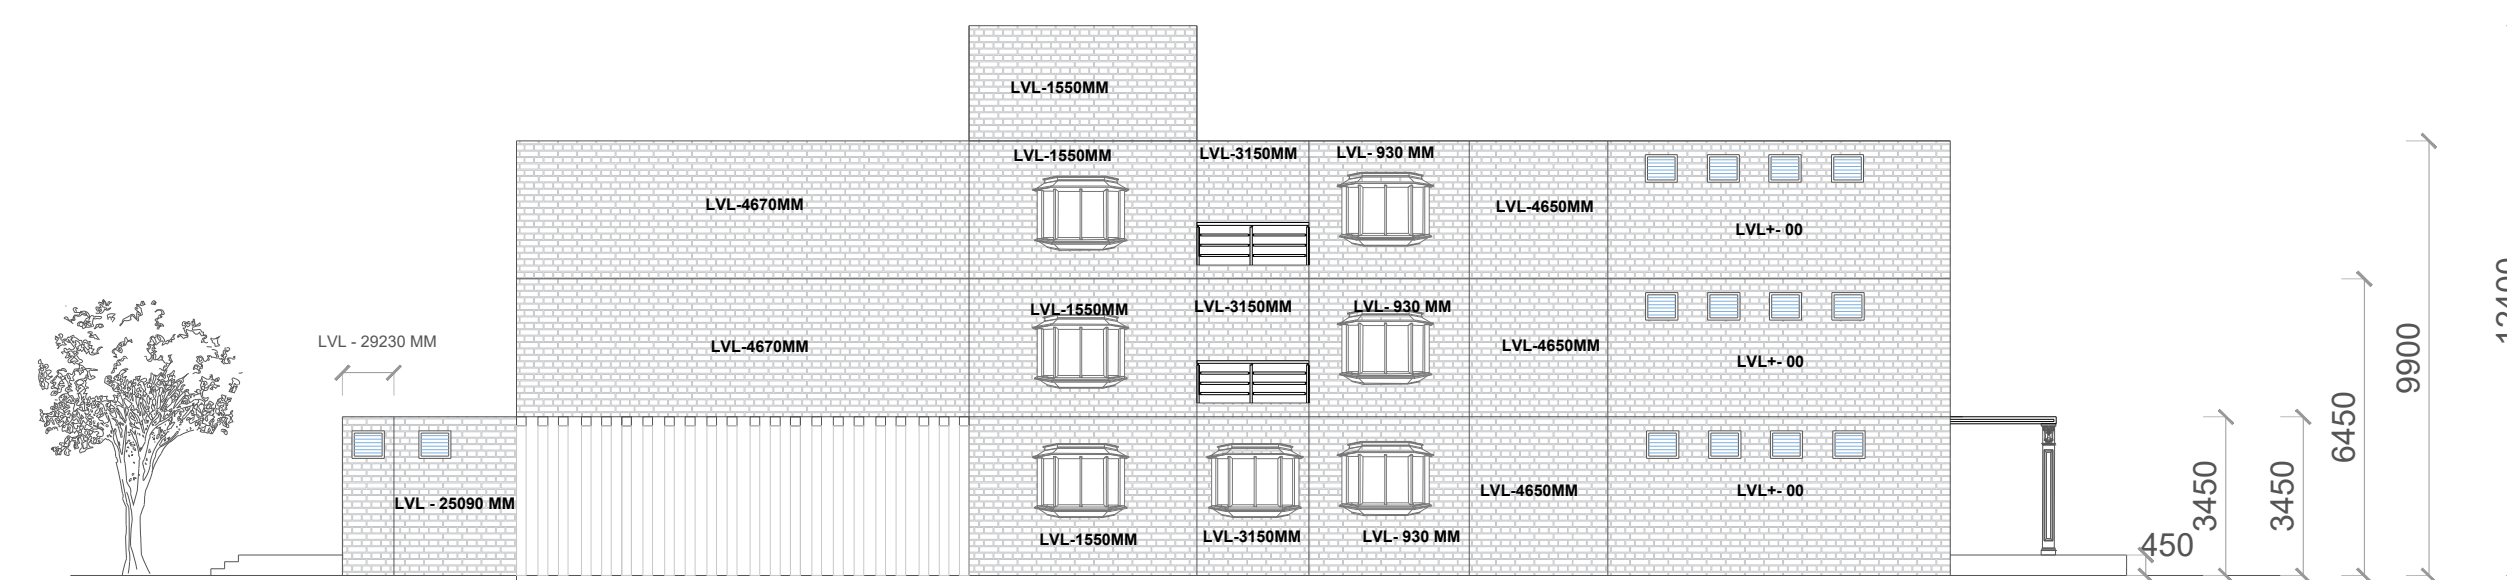 LVL-1550MM
LVL-1550MM
LVL-3150MM
LVL- 930 MM
LVL-4670MM
LVL-4650MM
LVL+- 00
LVL-1550MM
LVL-3150MM
LVL- 930 MM
LVL - 29230 MM
LVL-4670MM
LVL-4650MM
LVL+- 00
LVL - 25090 MM
LVL-4650MM
LVL+- 00
LVL-1550MM
LVL-3150MM
LVL- 930 MM
450
3450
3450
6450
9900
12400